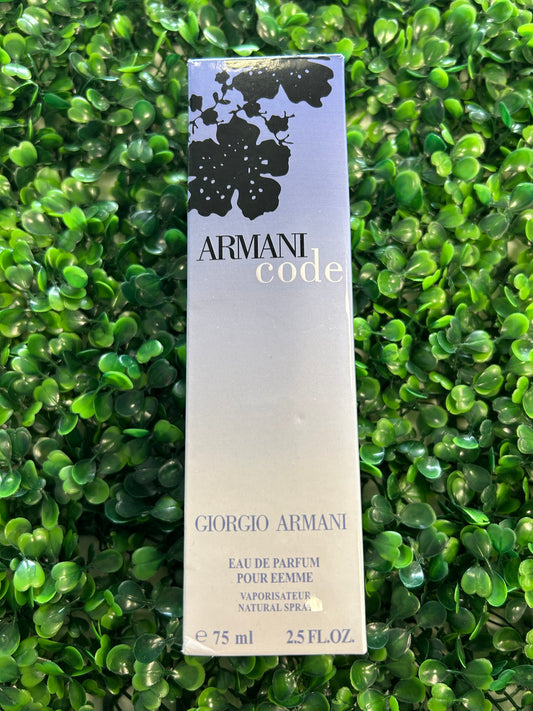 ARMANI
code
GIORGIO ARMANI
EAU DE PARFUM
POUR EEMME
VAPORISATEUR
NATURAL SPRAY
℮ 75 ml 2.5 FL.OZ.